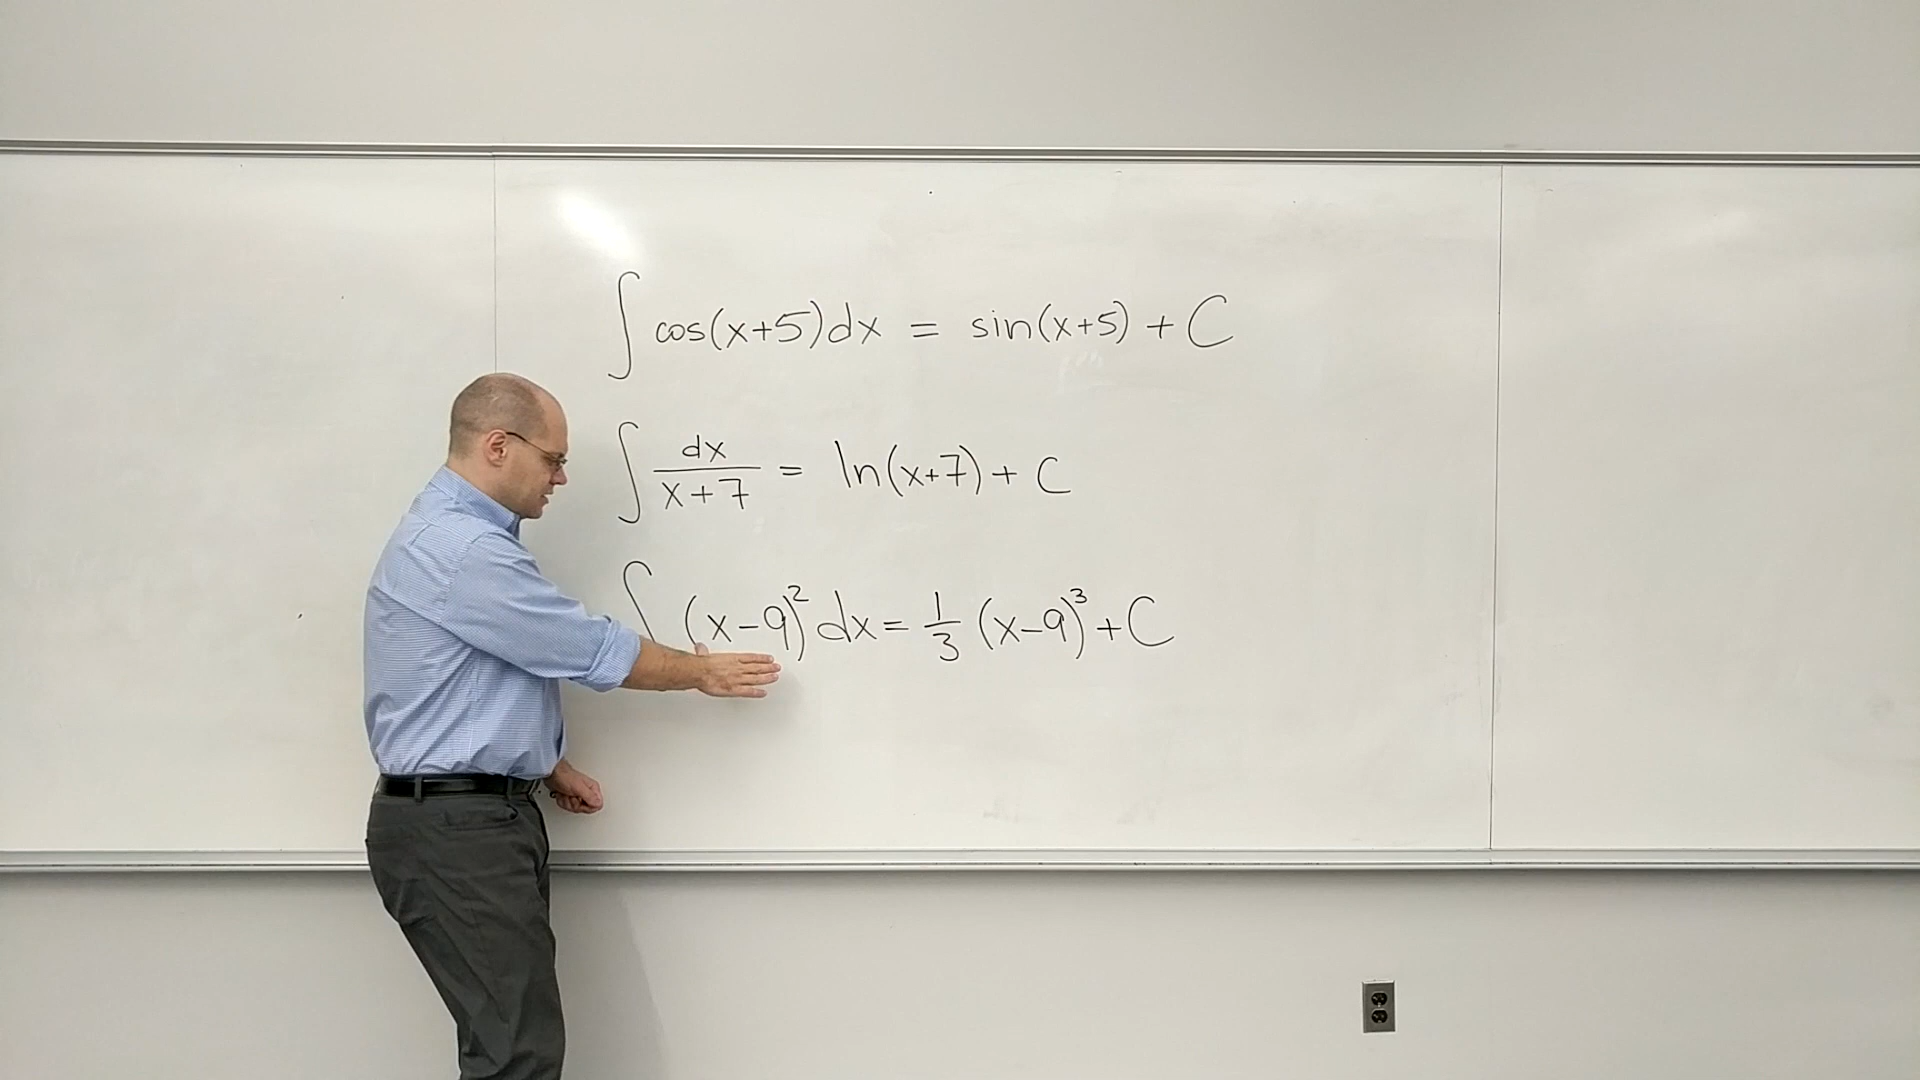 ∫ cos(x+5)dx = sin(x+5) + C
∫ dx/(x+7) = ln(x+7) + C
∫ (x-9)² dx = 1/3 (x-9)³ + C